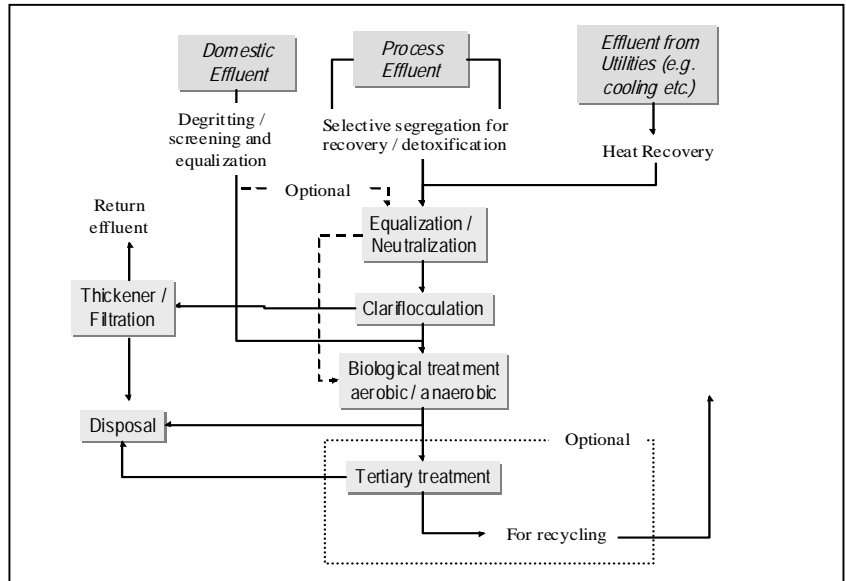 Domestic
Effluent
Process
Effluent
Effluent from
Utilities (e.g.
cooling etc.)
Degritting /
screening and
equalization
Selective segregation for
recovery / detoxification
Heat Recovery
Optional
Return
effluent
Equalization /
Neutralization
Thickener /
Filtration
Clariflocculation
Biological treatment
aerobic / anaerobic
Disposal
Optional
Tertiary treatment
For recycling